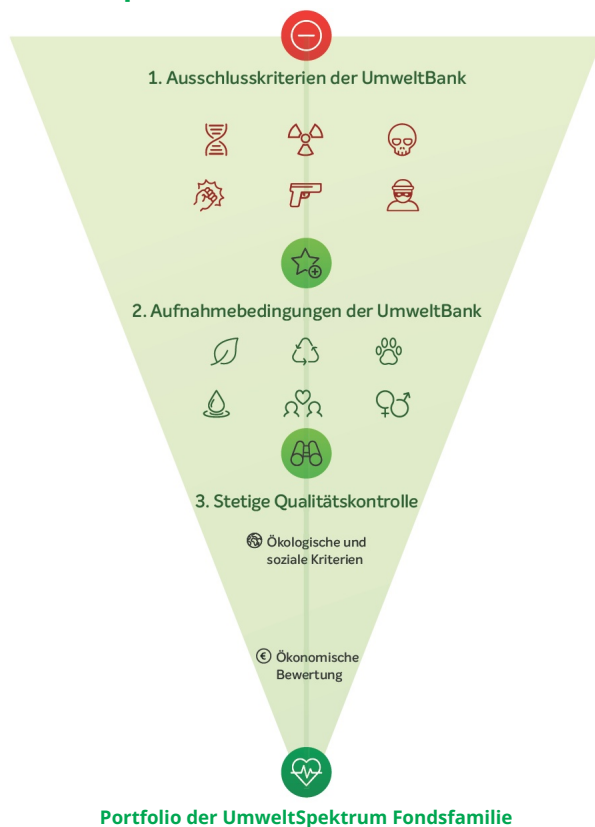 1. Ausschlusskriterien der UmweltBank
2. Aufnahmebedingungen der UmweltBank
3. Stetige Qualitätskontrolle
Ökologische und
soziale Kriterien
€ Ökonomische
Bewertung
Portfolio der UmweltSpektrum Fondsfamilie